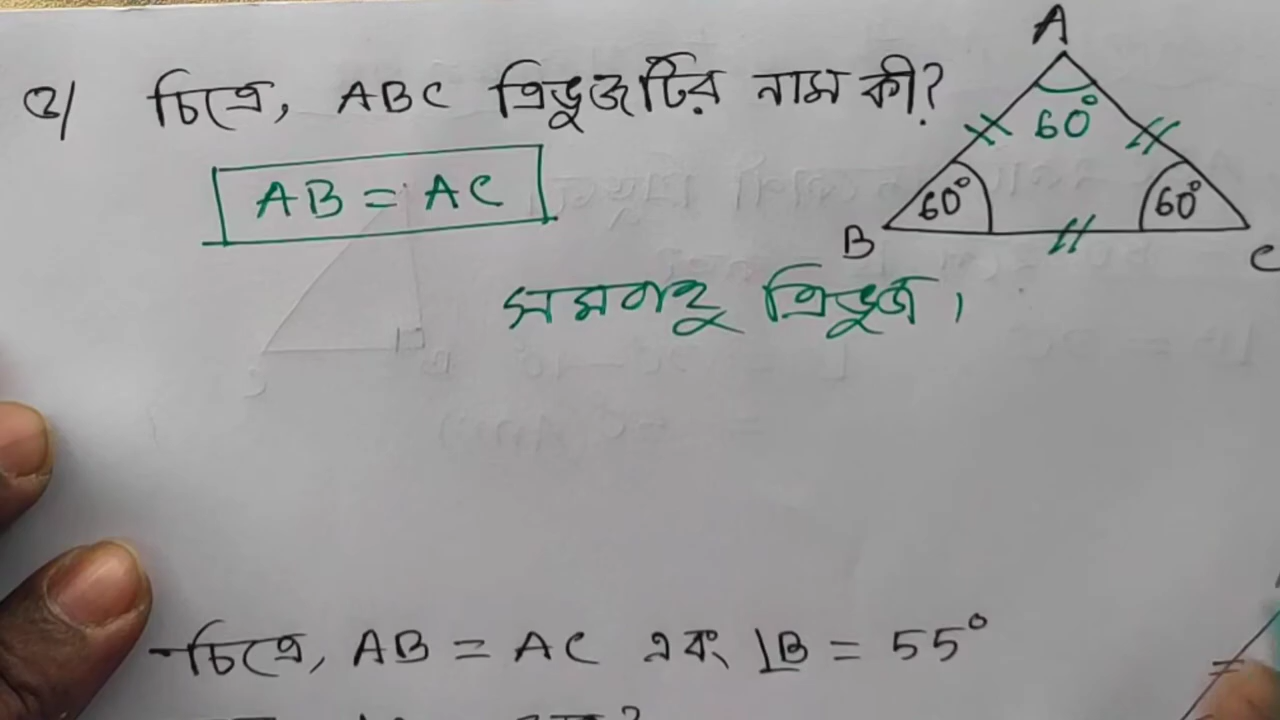 ৩/ চিত্রে, ABC ত্রিভুজটির নাম কী?
AB = AC
সমবাহু ত্রিভুজ।
A
60°
60°
60°
B
C
চিত্রে, AB = AC এবং ∠B = 55°